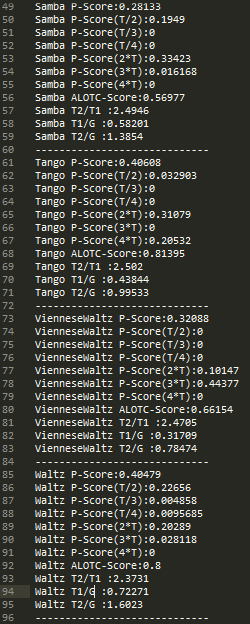 49 Samba P-Score:0.28133
50 Samba P-Score(T/2):0.1949
51 Samba P-Score(T/3):0
52 Samba P-Score(T/4):0
53 Samba P-Score(2*T):0.33423
54 Samba P-Score(3*T):0.016168
55 Samba P-Score(4*T):0
56 Samba ALOTC-Score:0.56977
57 Samba T2/T1 :2.4946
58 Samba T1/G :0.58201
59 Samba T2/G :1.3854
60 -----------------------------
61 Tango P-Score:0.40608
62 Tango P-Score(T/2):0.032903
63 Tango P-Score(T/3):0
64 Tango P-Score(T/4):0
65 Tango P-Score(2*T):0.31079
66 Tango P-Score(3*T):0
67 Tango P-Score(4*T):0.20532
68 Tango ALOTC-Score:0.81395
69 Tango T2/T1 :2.502
70 Tango T1/G :0.43844
71 Tango T2/G :0.99533
72 -----------------------------
73 VienneseWaltz P-Score:0.32088
74 VienneseWaltz P-Score(T/2):0
75 VienneseWaltz P-Score(T/3):0
76 VienneseWaltz P-Score(T/4):0
77 VienneseWaltz P-Score(2*T):0.10147
78 VienneseWaltz P-Score(3*T):0.44377
79 VienneseWaltz P-Score(4*T):0
80 VienneseWaltz ALOTC-Score:0.66154
81 VienneseWaltz T2/T1 :2.4705
82 VienneseWaltz T1/G :0.31709
83 VienneseWaltz T2/G :0.78474
84 -----------------------------
85 Waltz P-Score:0.40479
86 Waltz P-Score(T/2):0.22656
87 Waltz P-Score(T/3):0.004858
88 Waltz P-Score(T/4):0.0095685
89 Waltz P-Score(2*T):0.20289
90 Waltz P-Score(3*T):0.028118
91 Waltz P-Score(4*T):0
92 Waltz ALOTC-Score:0.8
93 Waltz T2/T1 :2.3731
94 Waltz T1/G :0.72271
95 Waltz T2/G :1.6023
96 -----------------------------